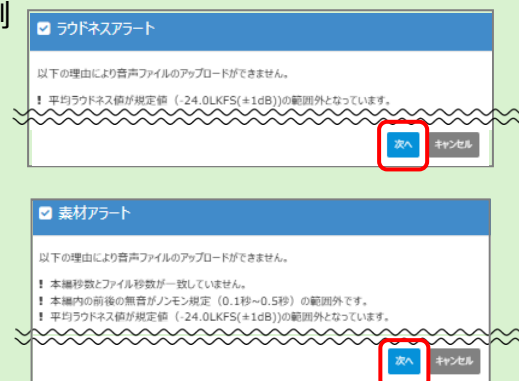 別
ラウドネスアラート
以下の理由により音声ファイルのアップロードができません。
! 平均ラウドネス値が規定値（-24.0LKFS(±1dB))の範囲外となっています。
次へ キャンセル
素材アラート
以下の理由により音声ファイルのアップロードができません。
! 本編秒数とファイル秒数が一致していません。
! 本編内の前後の無音がノンモン規定（0.1秒~0.5秒）の範囲外です。
! 平均ラウドネス値が規定値（-24.0LKFS(±1dB))の範囲外となっています。
次へ キャンセル